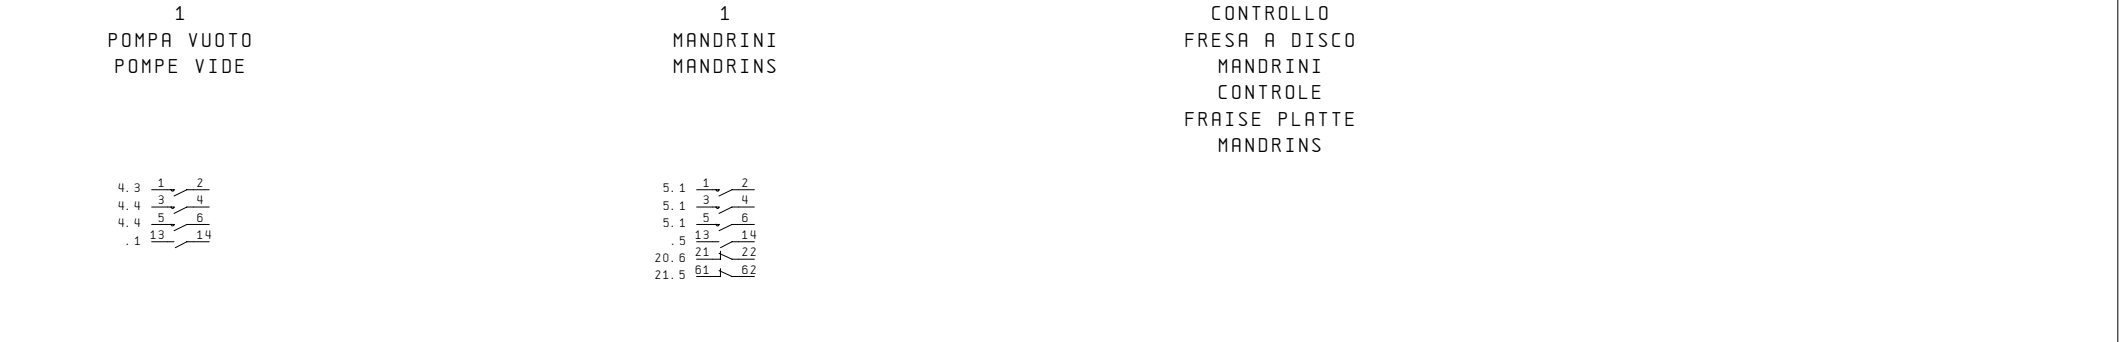 1
POMPA VUOTO
POMPE VIDE
1
MANDRINI
MANDRINS
CONTROLLO
FRESA A DISCO
MANDRINI
CONTROLE
FRAISE PLATTE
MANDRINS
4.3 1 2
4.4 3 4
4.4 5 6
.1 13 14
5.1 1 2
5.1 3 4
5.1 5 6
.5 13 14
20.6 21 22
21.5 61 62